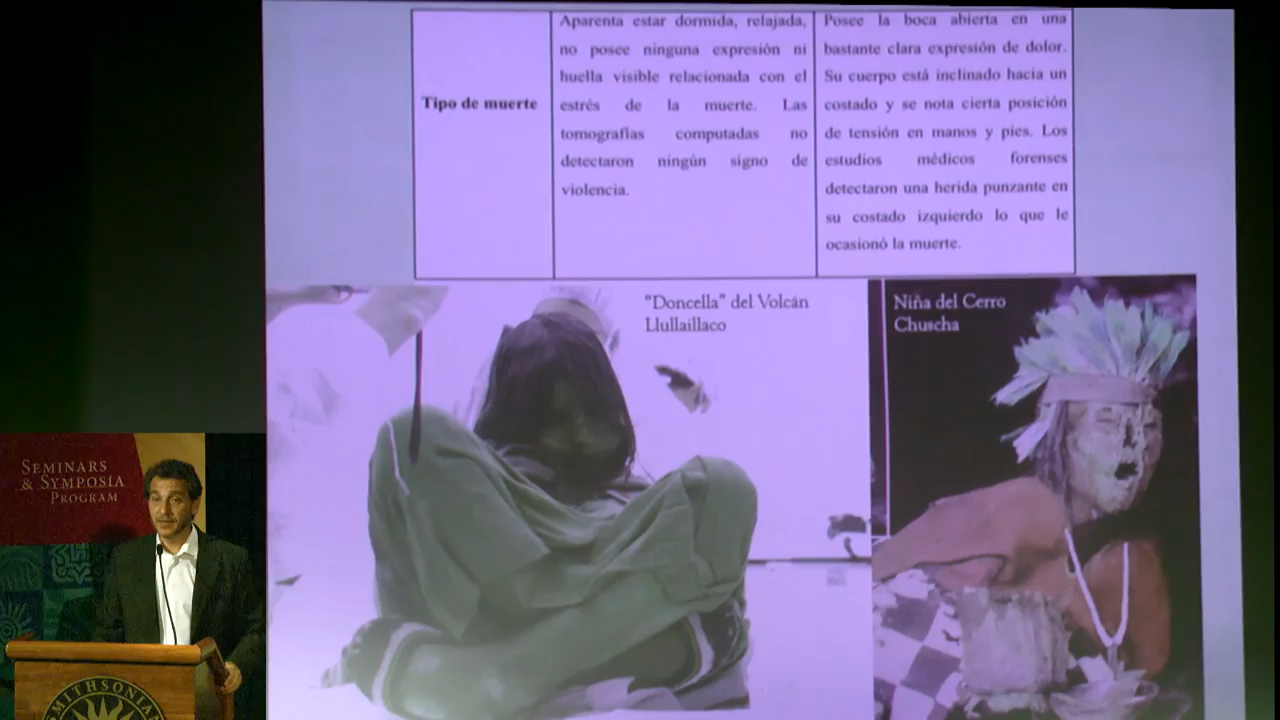 Tipo de muerte
Aparenta estar dormida, relajada,
no posee ninguna expresión ni
huella visible relacionada con el
estrés de la muerte. Las
tomografías computadas no
detectaron ningún signo de
violencia.
Posee la boca abierta en una
bastante clara expresión de dolor.
Su cuerpo está inclinado hacia un
costado y se nota cierta posición
de tensión en manos y pies. Los
estudios médicos forenses
detectaron una herida punzante en
su costado izquierdo lo que le
ocasionó la muerte.
"Doncella" del Volcán
Llullaillaco
Niña del Cerro
Chuscha
SEMINARS
& SYMPOSIA
PROGRAM
SMITHSONIAN